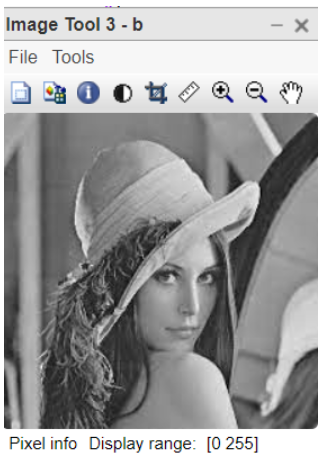 Image Tool 3 - b
File Tools
Pixel info Display range: [0 255]